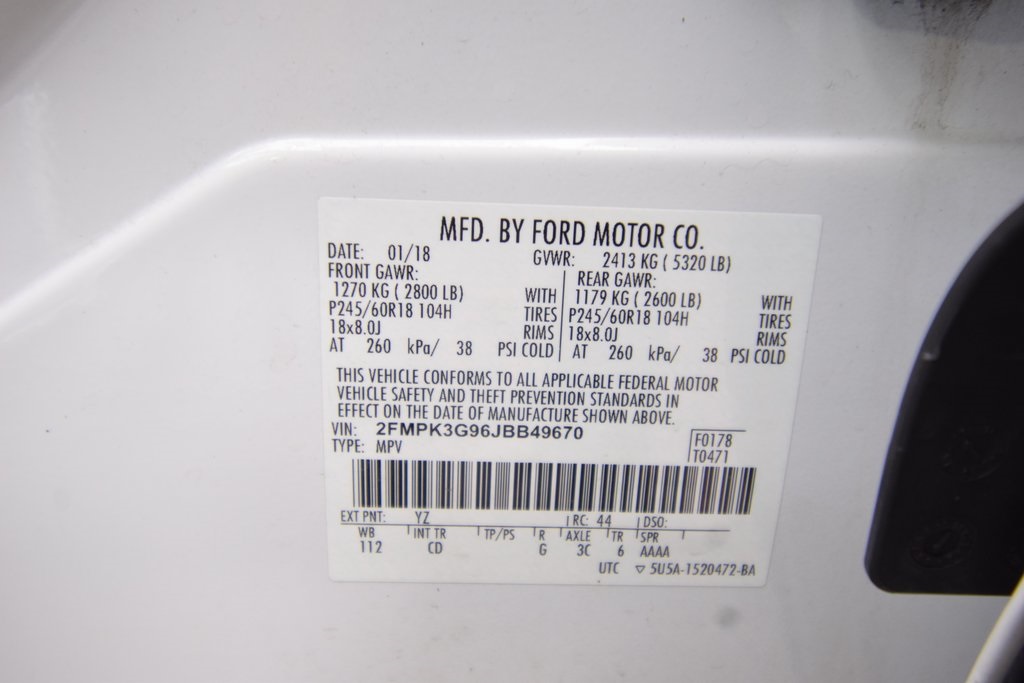 MFD. BY FORD MOTOR CO.
DATE: 01/18 GVWR: 2413 KG ( 5320 LB)
FRONT GAWR: REAR GAWR:
1270 KG ( 2800 LB) WITH 1179 KG ( 2600 LB) WITH
P245/60R18 104H TIRES P245/60R18 104H TIRES
18x8.0J RIMS 18x8.0J RIMS
AT 260 kPa/ 38 PSI COLD AT 260 kPa/ 38 PSI COLD
THIS VEHICLE CONFORMS TO ALL APPLICABLE FEDERAL MOTOR
VEHICLE SAFETY AND THEFT PREVENTION STANDARDS IN
EFFECT ON THE DATE OF MANUFACTURE SHOWN ABOVE.
VIN: 2FMPK3G96JBB49670 F0178
TYPE: MPV T0471
EXT PNT: YZ RC: 44 DSO:
WB INT TR TP/PS R AXLE TR SPR
112 CD G 3C 6 AAAA
UTC ▽ 5U5A-1520472-BA